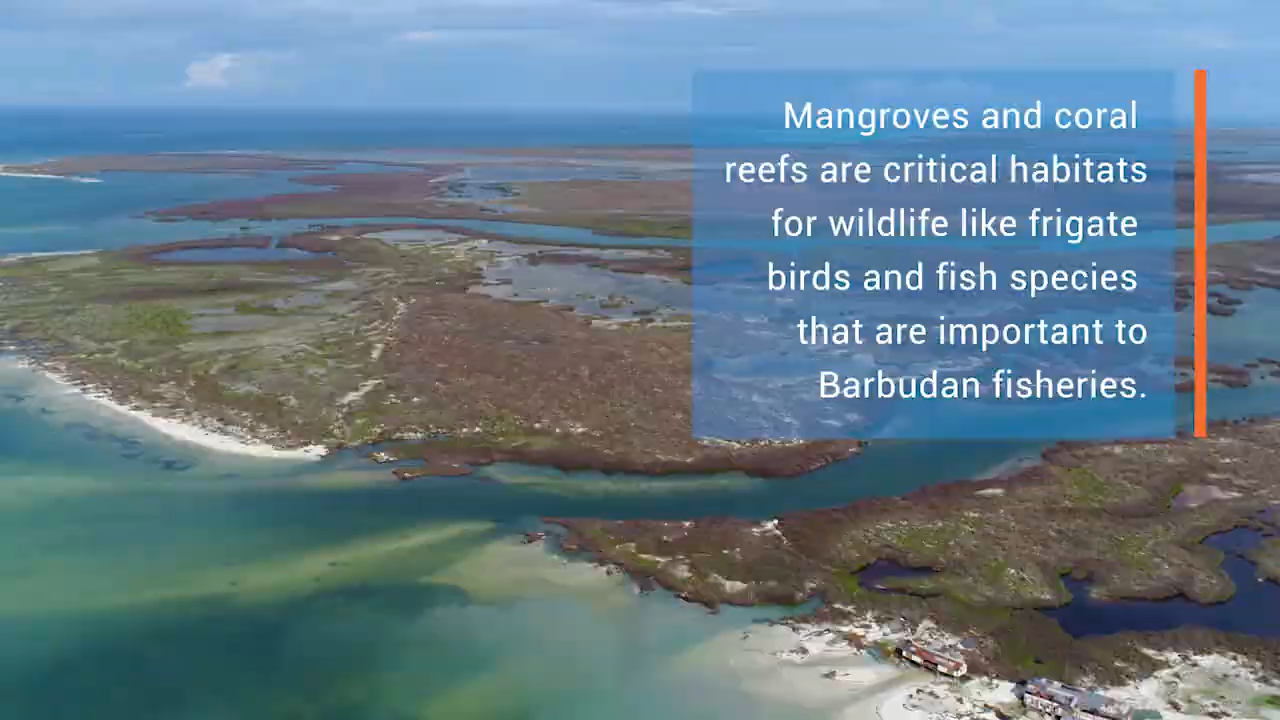 Mangroves and coral
reefs are critical habitats
for wildlife like frigate
birds and fish species
that are important to
Barbudan fisheries.